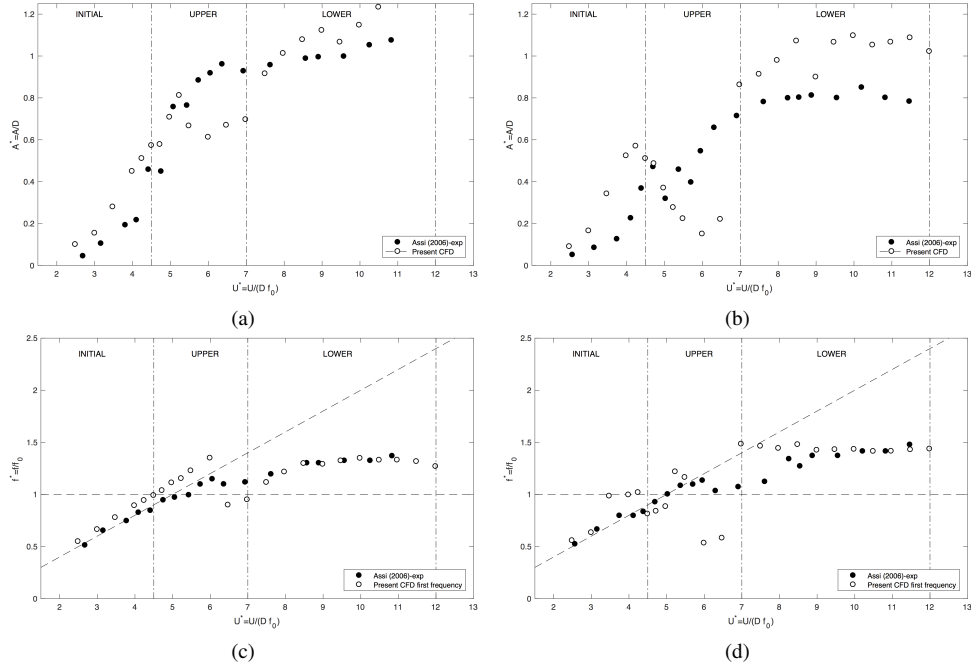 INITIAL UPPER LOWER
1.2
1
0.8
0.6
0.4
0.2
0
A*=A/D
Assi (2006)-exp
Present CFD
2 3 4 5 6 7 8 9 10 11 12 13
U*=U/(D f₀)
(a)
INITIAL UPPER LOWER
1.2
1
0.8
0.6
0.4
0.2
0
A*=A/D
Assi (2006)-exp
Present CFD
2 3 4 5 6 7 8 9 10 11 12 13
U*=U/(D f₀)
(b)
2.5
INITIAL UPPER LOWER
2
1.5
1
0.5
0
f*=f/f₀
Assi (2006)-exp
Present CFD first frequency
2 3 4 5 6 7 8 9 10 11 12 13
U*=U/(D f₀)
(c)
2.5
INITIAL UPPER LOWER
2
1.5
1
0.5
0
f*=f/f₀
Assi (2006)-exp
Present CFD first frequency
2 3 4 5 6 7 8 9 10 11 12 13
U*=U/(D f₀)
(d)